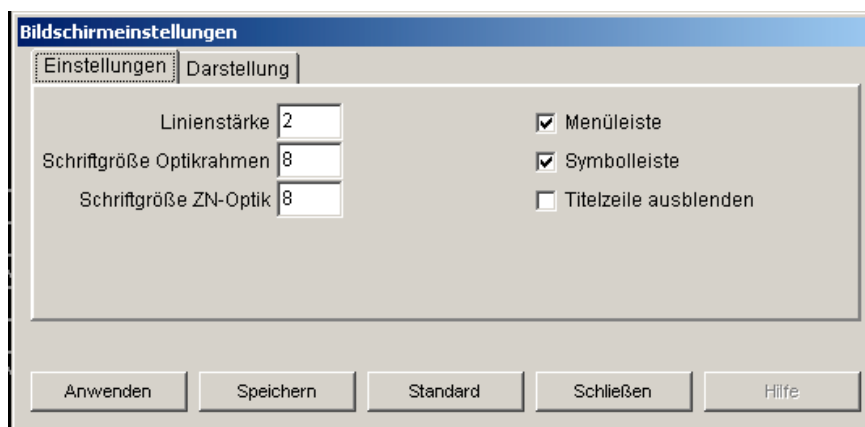 Bildschirmeinstellungen
Einstellungen Darstellung
Linienstärke 2 Menüleiste
Schriftgröße Optikrahmen 8 Symbolleiste
Schriftgröße ZN-Optik 8 Titelzeile ausblenden
Anwenden Speichern Standard Schließen Hilfe